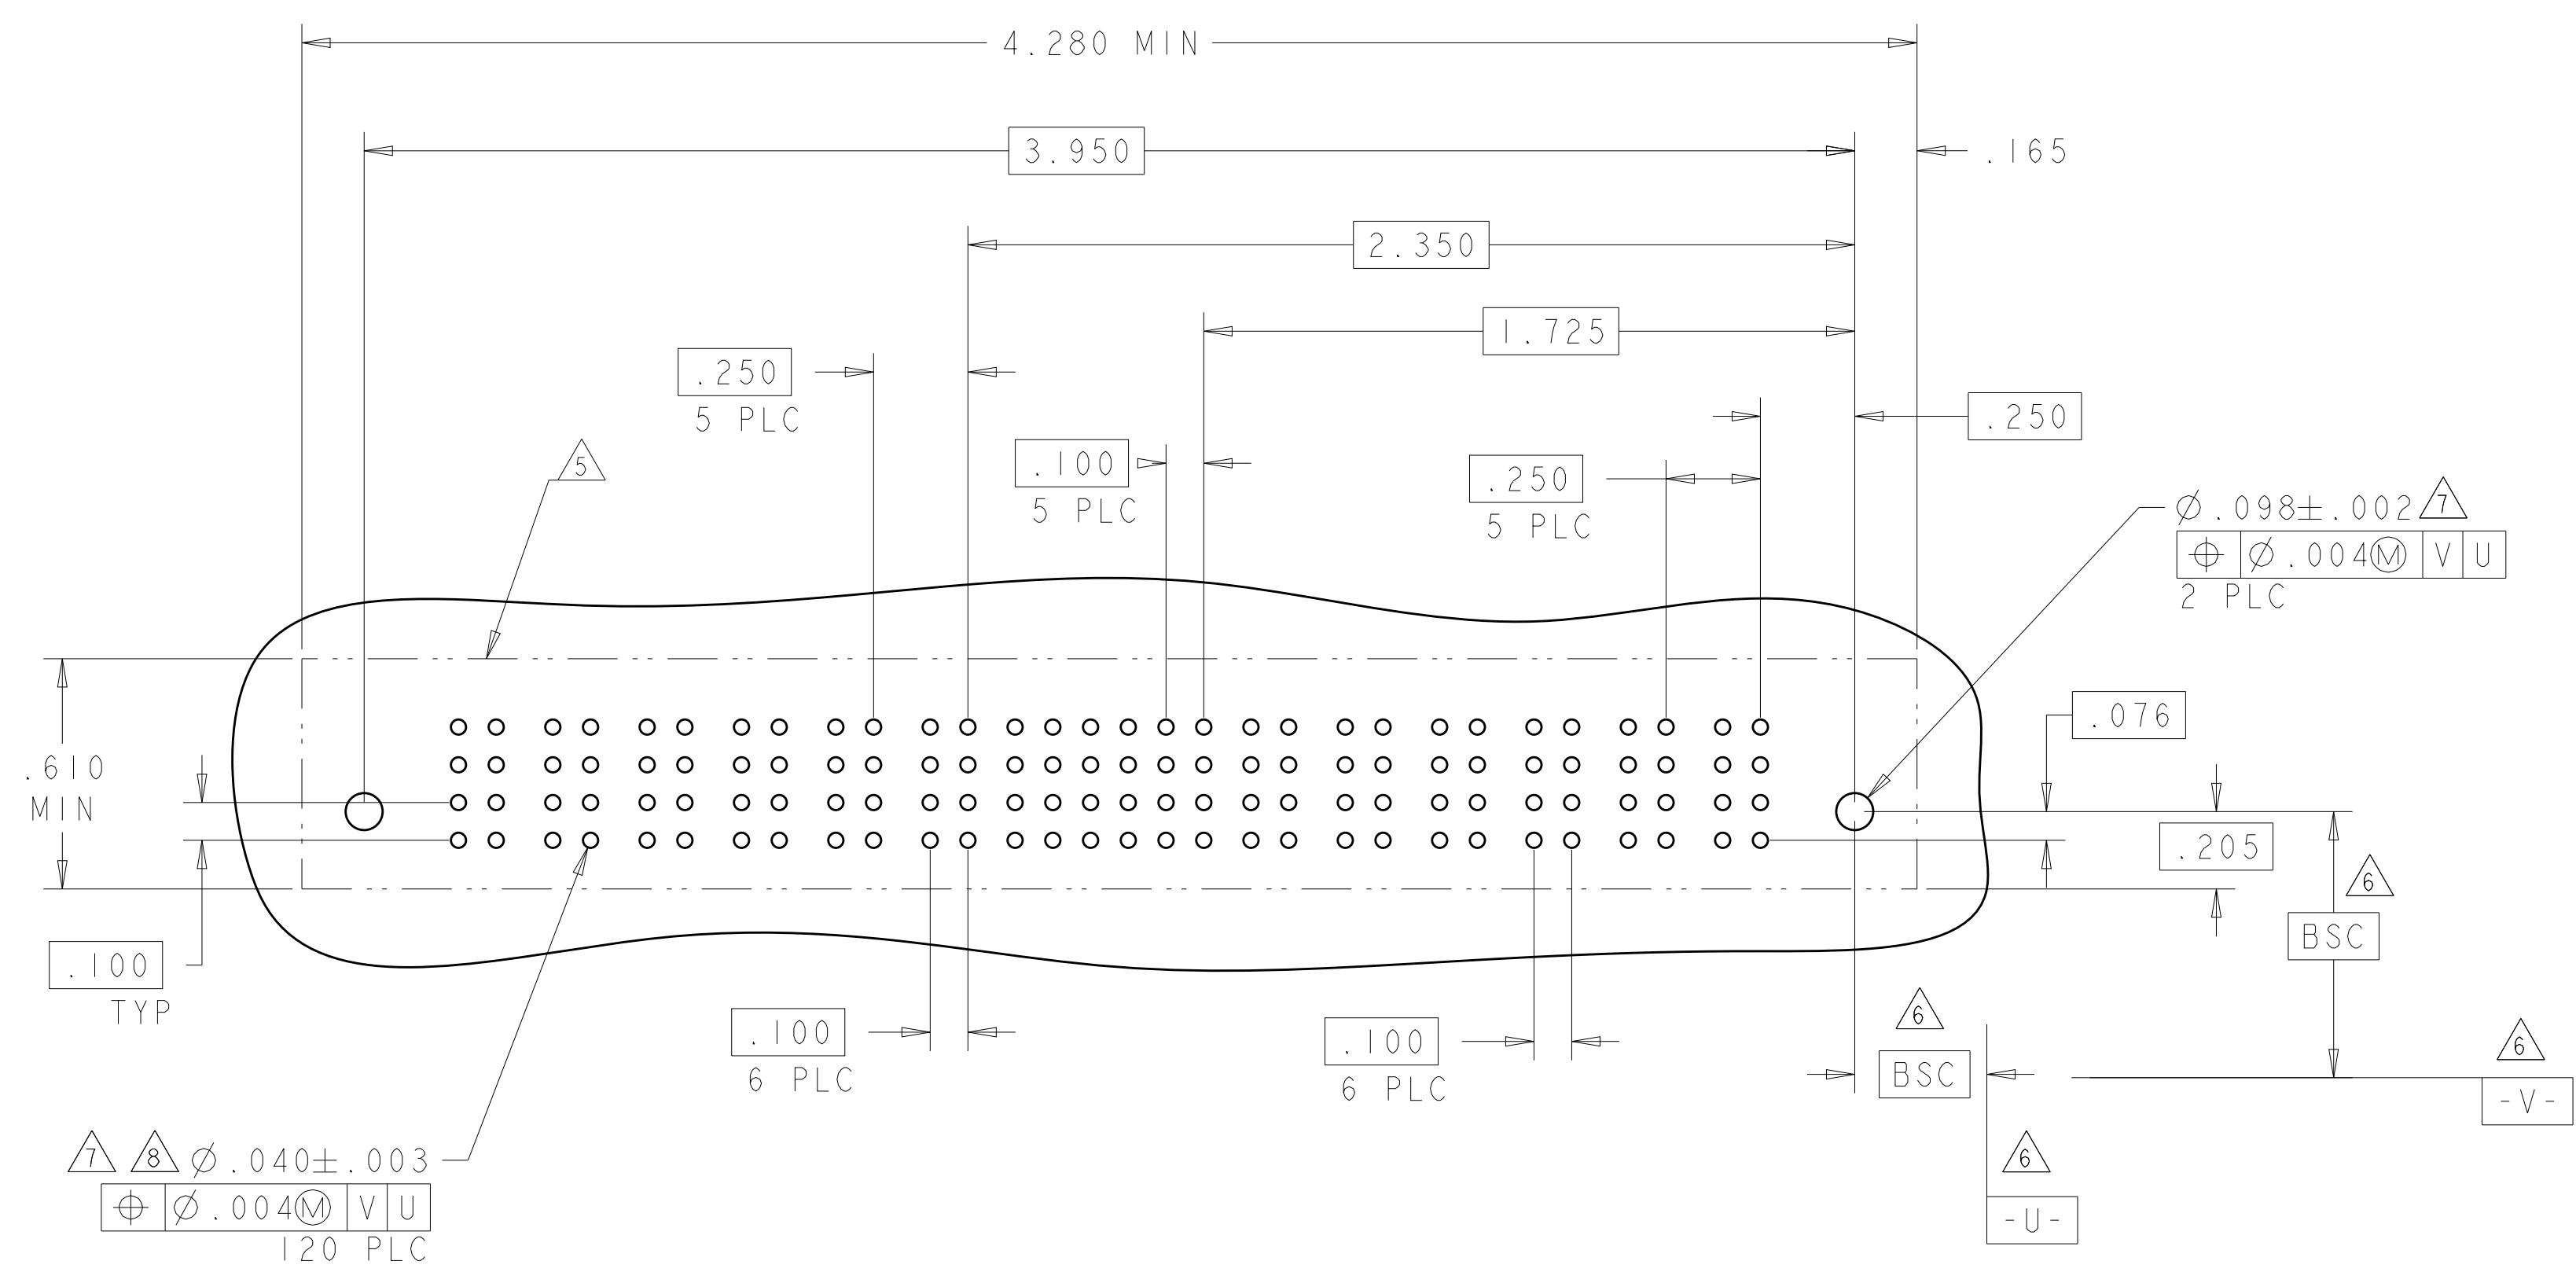 4.280 MIN
3.950
.165
2.350
1.725
.250
5 PLC
.250
.100
5 PLC
.250
5 PLC
5
Ø.098±.002 7
⌖ Ø.004Ⓜ V U
2 PLC
.076
.610
MIN
.205
6
BSC
.100
TYP
.100
6 PLC
.100
6 PLC
6
BSC
6
-V-
6
-U-
7 8 Ø.040±.003
⌖ Ø.004Ⓜ V U
120 PLC